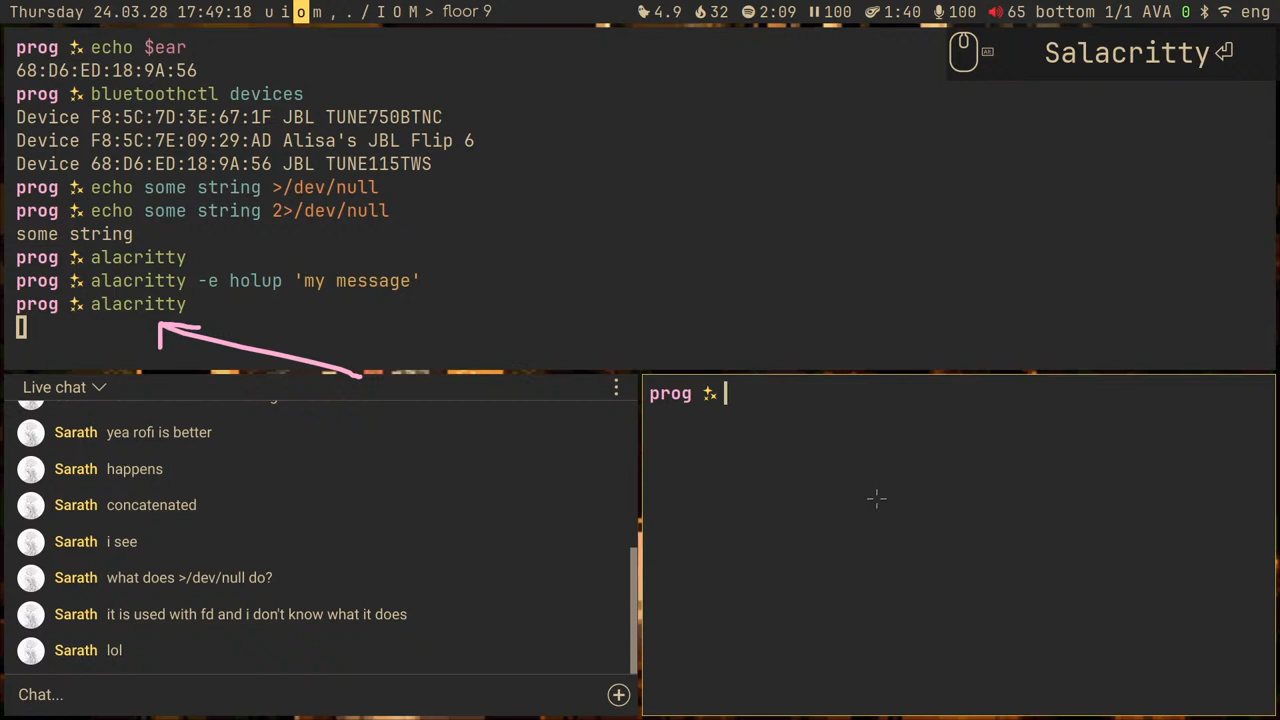 Thursday 24.03.28 17:49:18 u i o m , . / I O M > floor 9
4.9 32 2:09 100 1:40 100 65 bottom 1/1 AVA 0 eng
prog echo $ear
68:D6:ED:18:9A:56
prog bluetoothctl devices
Device F8:5C:7D:3E:67:1F JBL TUNE750BTNC
Device F8:5C:7E:09:29:AD Alisa's JBL Flip 6
Device 68:D6:ED:18:9A:56 JBL TUNE115TWS
prog echo some string >/dev/null
prog echo some string 2>/dev/null
some string
prog alacritty
prog alacritty -e holup 'my message'
prog alacritty
Salacritty⏎
Live chat
Sarath yea rofi is better
Sarath happens
Sarath concatenated
Sarath i see
Sarath what does >/dev/null do?
Sarath it is used with fd and i don't know what it does
Sarath lol
Chat...
prog